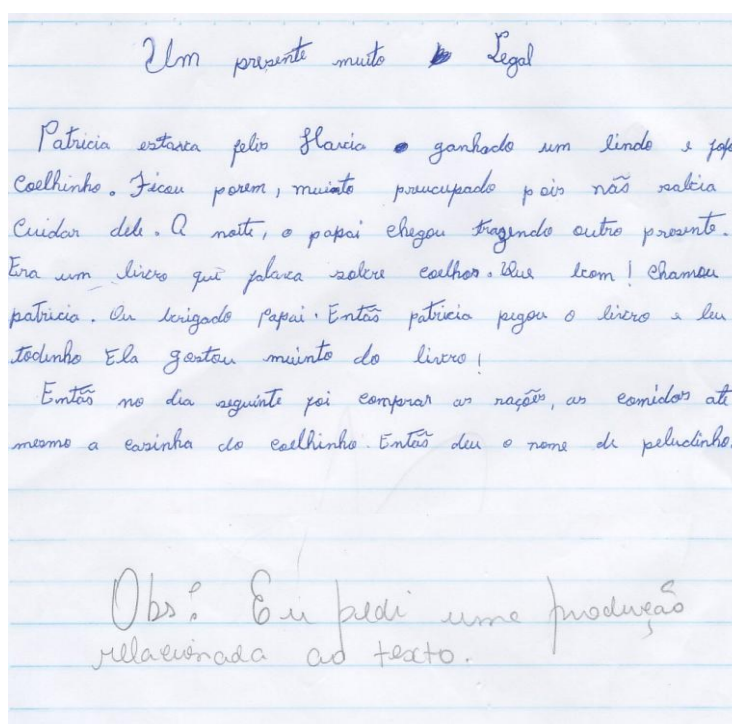 Um presente muito Legal
Patricia estava felis Havia ganhado um lindo e fofo
Coelhinho. Ficou porem, muinto preucupado pois não sabia
Cuidar dele. A noite, o papai chegou tragendo outro presente.
Era um livro que falava sobre coelhos. Que bom! Chamou
patricia. Ou brigado Papai. Então patricia pegou o livro e leu
todinho Ela gostou muinto do livro!
Então no dia seguinte foi comprar as rações, as comidas até
mesmo a casinha do coelhinho. Então deu o nome de peludinho.
Obs: Eu pedi uma produção
relacionada ao texto.